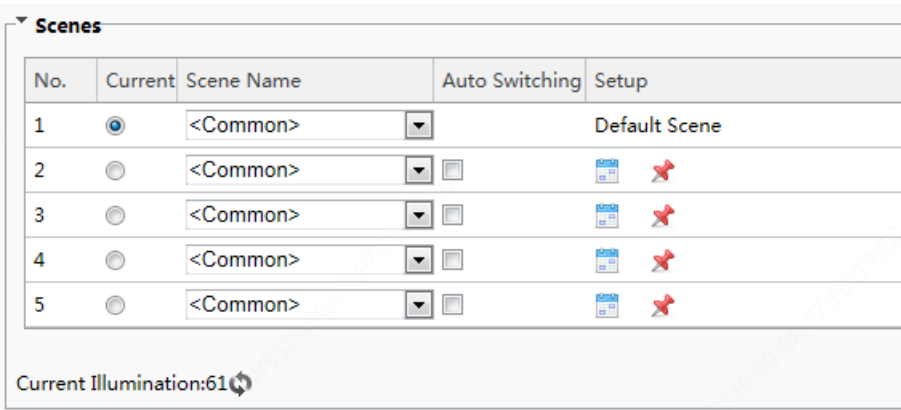 Scenes
No. Current Scene Name Auto Switching Setup
1 <Common> Default Scene
2 <Common>
3 <Common>
4 <Common>
5 <Common>
Current Illumination:61